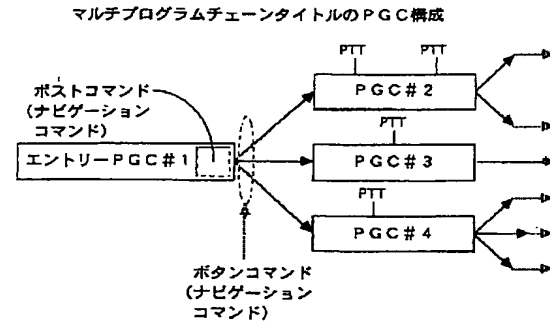 マルチプログラムチェーンタイトルのPGC構成
PTT
PTT
PGC#2
ポストコマンド
(ナビゲーション
コマンド)
PTT
エントリーPGC#1
PGC#3
PTT
PGC#4
ボタンコマンド
(ナビゲーション
コマンド)